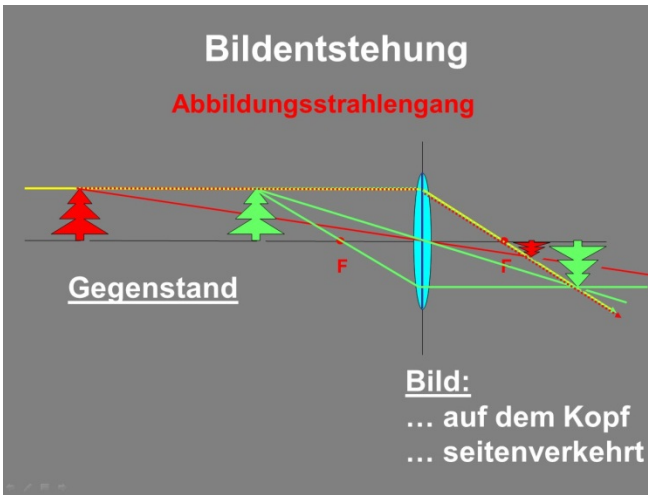 Bildentstehung
Abbildungsstrahlengang
F
F
Gegenstand
Bild:
... auf dem Kopf
... seitenverkehrt